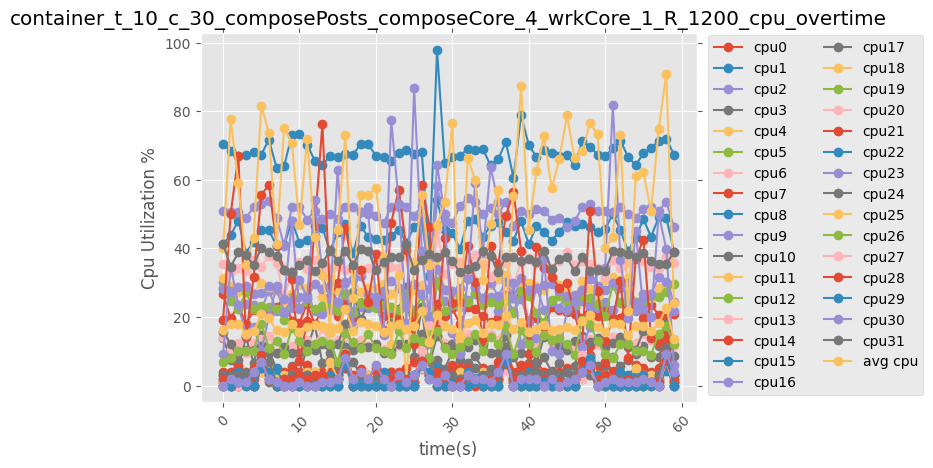 container_t_10_c_30_composePosts_composeCore_4_wrkCore_1_R_1200_cpu_overtime
100
80
60
40
20
0
Cpu Utilization %
0
10
20
30
40
50
60
time(s)
cpu0
cpu1
cpu2
cpu3
cpu4
cpu5
cpu6
cpu7
cpu8
cpu9
cpu10
cpu11
cpu12
cpu13
cpu14
cpu15
cpu16
cpu17
cpu18
cpu19
cpu20
cpu21
cpu22
cpu23
cpu24
cpu25
cpu26
cpu27
cpu28
cpu29
cpu30
cpu31
avg cpu